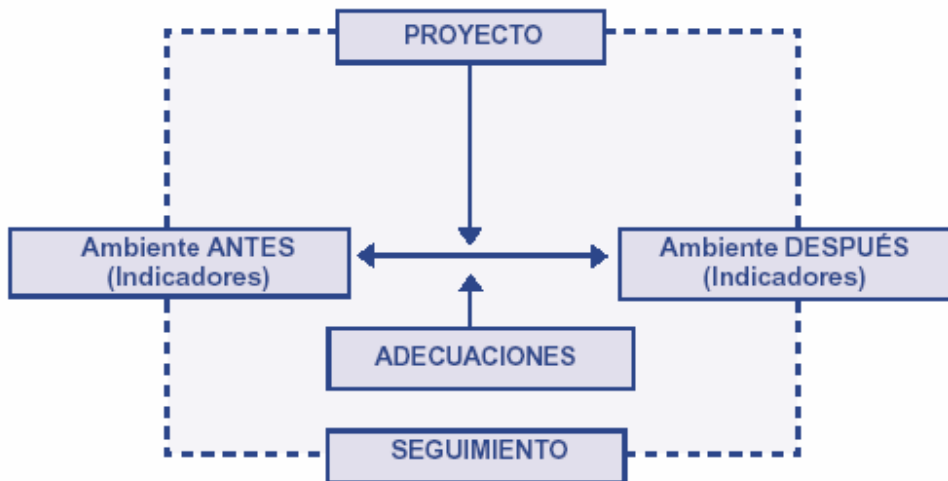 PROYECTO
Ambiente ANTES
(Indicadores)
Ambiente DESPUÉS
(Indicadores)
ADECUACIONES
SEGUIMIENTO